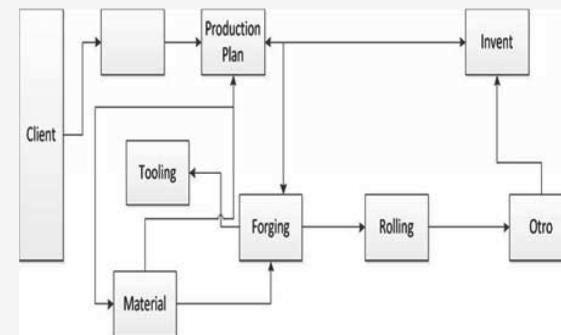 Production
Plan
Invent
Client
Tooling
Forging
Rolling
Otro
Material